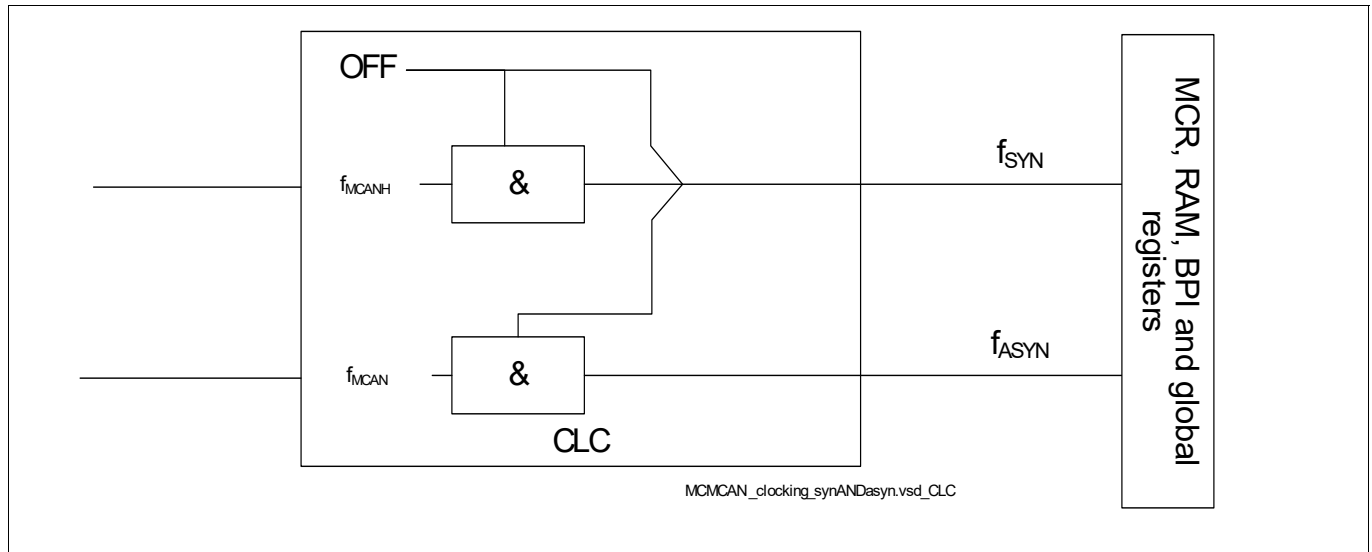 OFF
fMCANH
&
fSYN
fMCAN
&
fASYN
CLC
MCR, RAM, BPI and global
registers
MCMCAN_clocking_synANDasyn.vsd_CLC